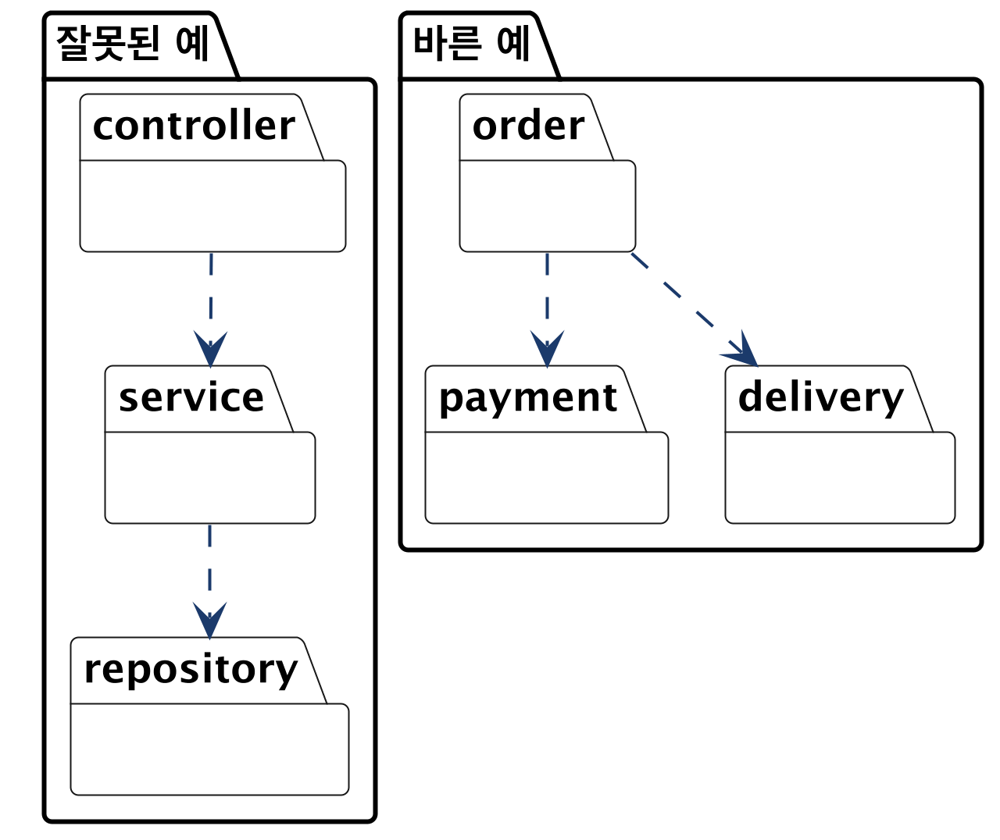 잘못된 예
controller
service
repository
바른 예
order
payment
delivery